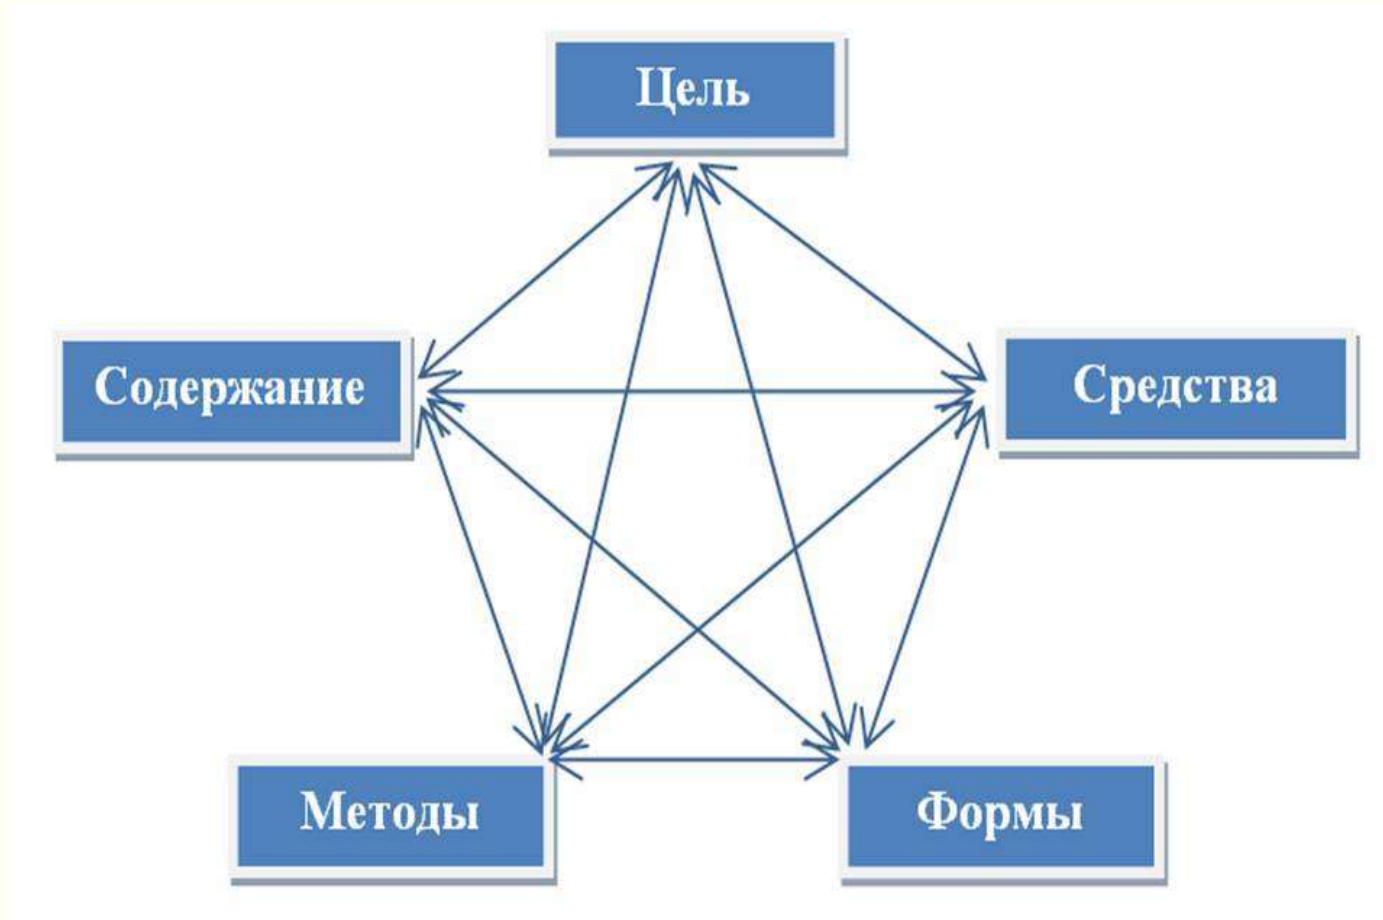 Цель
Содержание
Средства
Методы
Формы